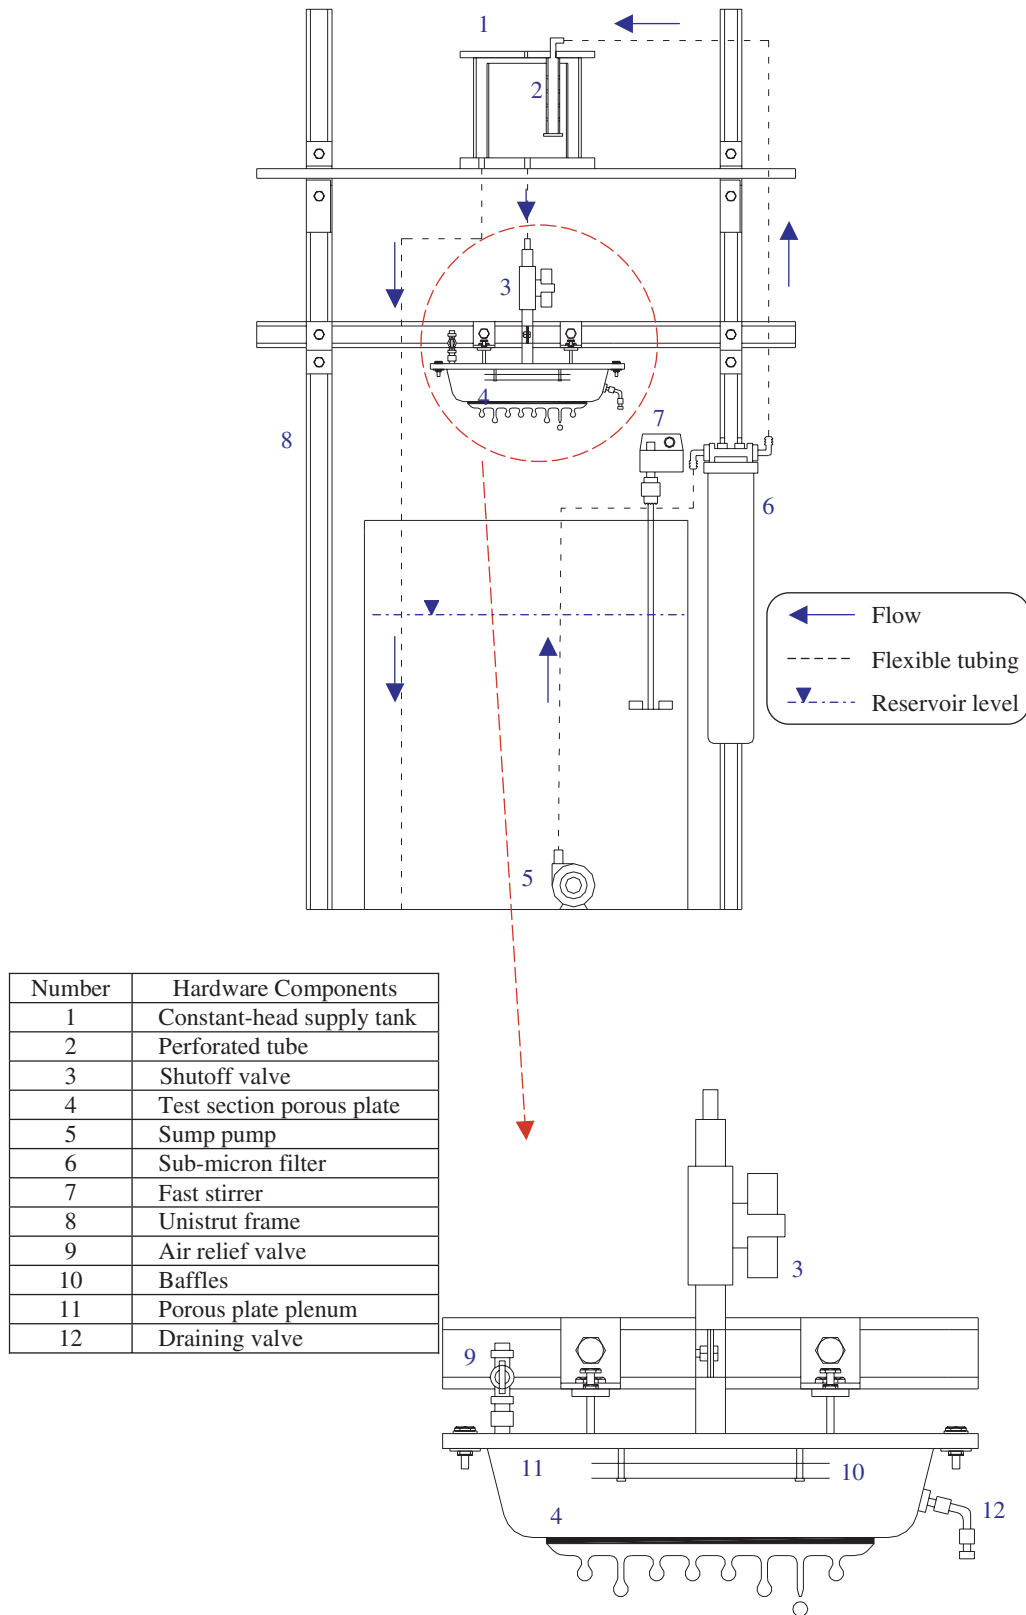 1
2
3
4
7
8
6
5
Flow
Flexible tubing
Reservoir level
Number Hardware Components
1 Constant-head supply tank
2 Perforated tube
3 Shutoff valve
4 Test section porous plate
5 Sump pump
6 Sub-micron filter
7 Fast stirrer
8 Unistrut frame
9 Air relief valve
10 Baffles
11 Porous plate plenum
12 Draining valve
3
9
11
10
4
12